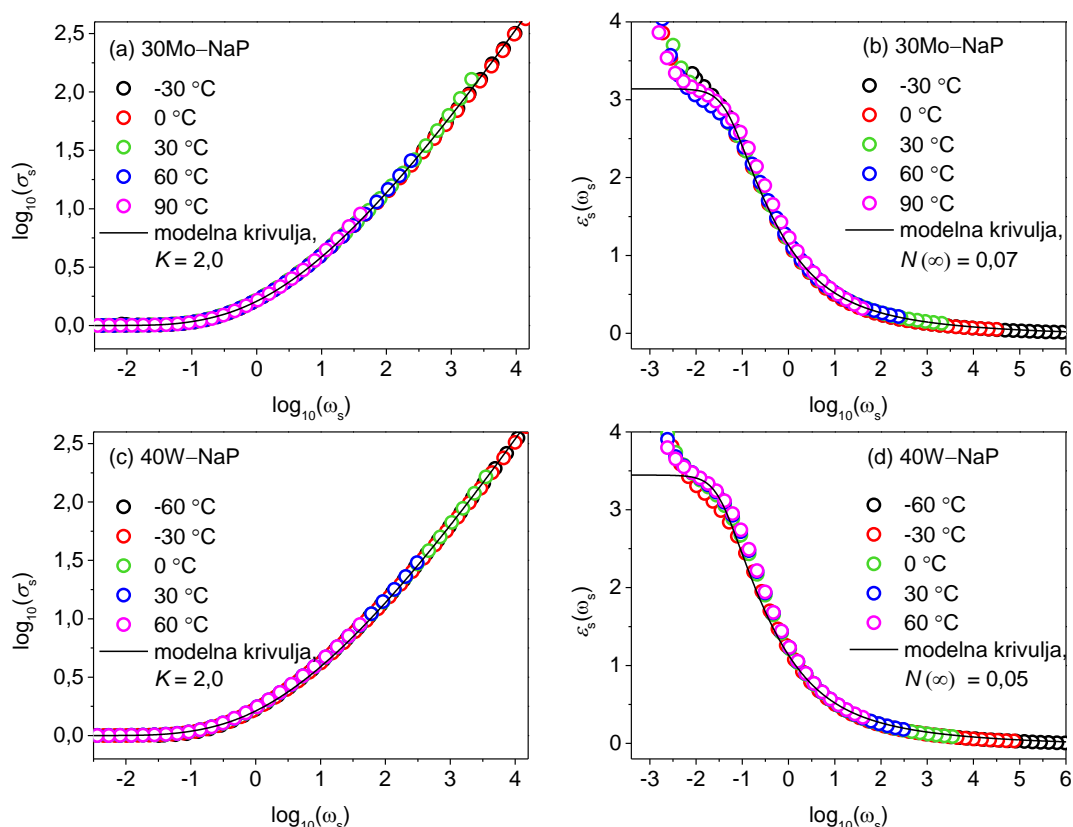 2,5
2,0
1,5
1,0
0,5
0,0
log10(σs)
(a) 30Mo–NaP
-30 °C
0 °C
30 °C
60 °C
90 °C
modelna krivulja,
K = 2,0
-2 -1 0 1 2 3 4
log10(ωs)
4
3
2
1
0
εs(ωs)
(b) 30Mo–NaP
-30 °C
0 °C
30 °C
60 °C
90 °C
modelna krivulja,
N(∞) = 0,07
-3 -2 -1 0 1 2 3 4 5 6
log10(ωs)
2,5
2,0
1,5
1,0
0,5
0,0
log10(σs)
(c) 40W–NaP
-60 °C
-30 °C
0 °C
30 °C
60 °C
modelna krivulja,
K = 2,0
-2 -1 0 1 2 3 4
log10(ωs)
4
3
2
1
0
εs(ωs)
(d) 40W–NaP
-60 °C
-30 °C
0 °C
30 °C
60 °C
modelna krivulja,
N(∞) = 0,05
-3 -2 -1 0 1 2 3 4 5 6
log10(ωs)